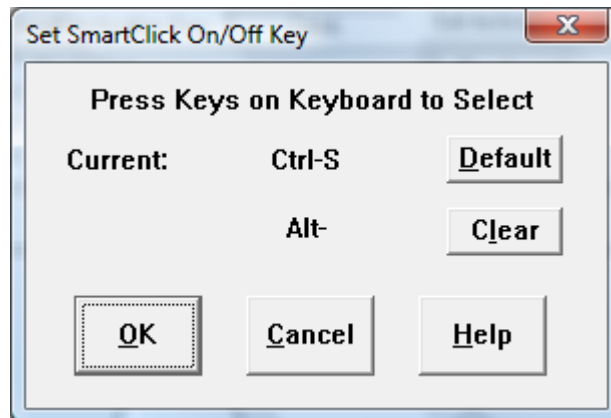 Set SmartClick On/Off Key
Press Keys on Keyboard to Select
Current: Ctrl-S Default
Alt- Clear
OK Cancel Help